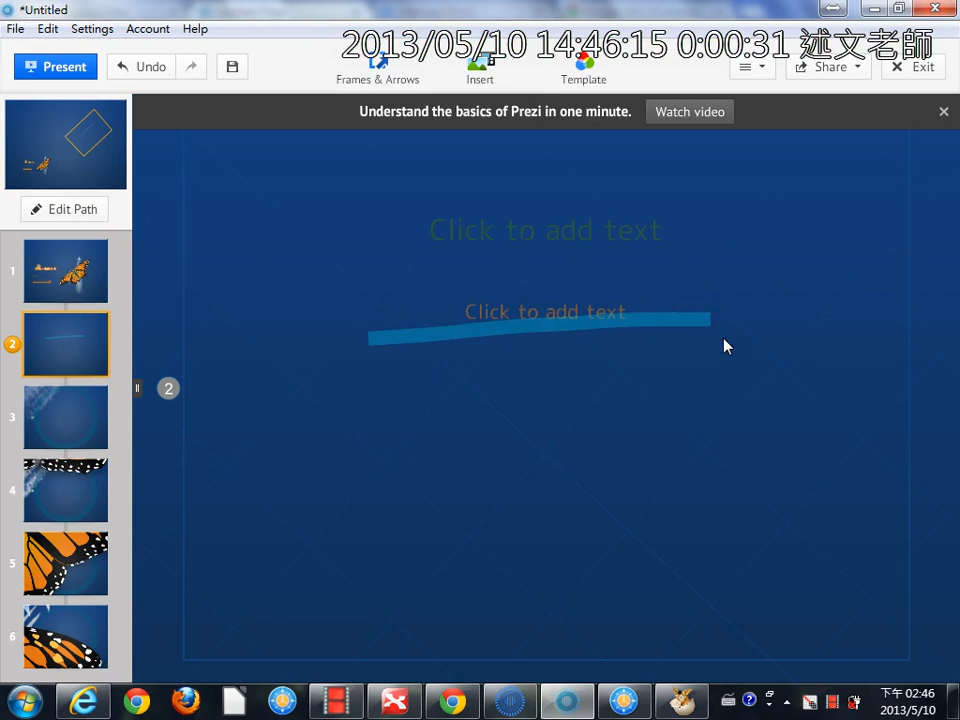 *Untitled
File Edit Settings Account Help
2013/05/10 14:46:15 0:00:31 述文老師
Present Undo Frames & Arrows Insert Template Share Exit
Understand the basics of Prezi in one minute. Watch video
Edit Path
Click to add text
Click to add text
1
2
2
3
4
5
6
下午 02:46
2013/5/10